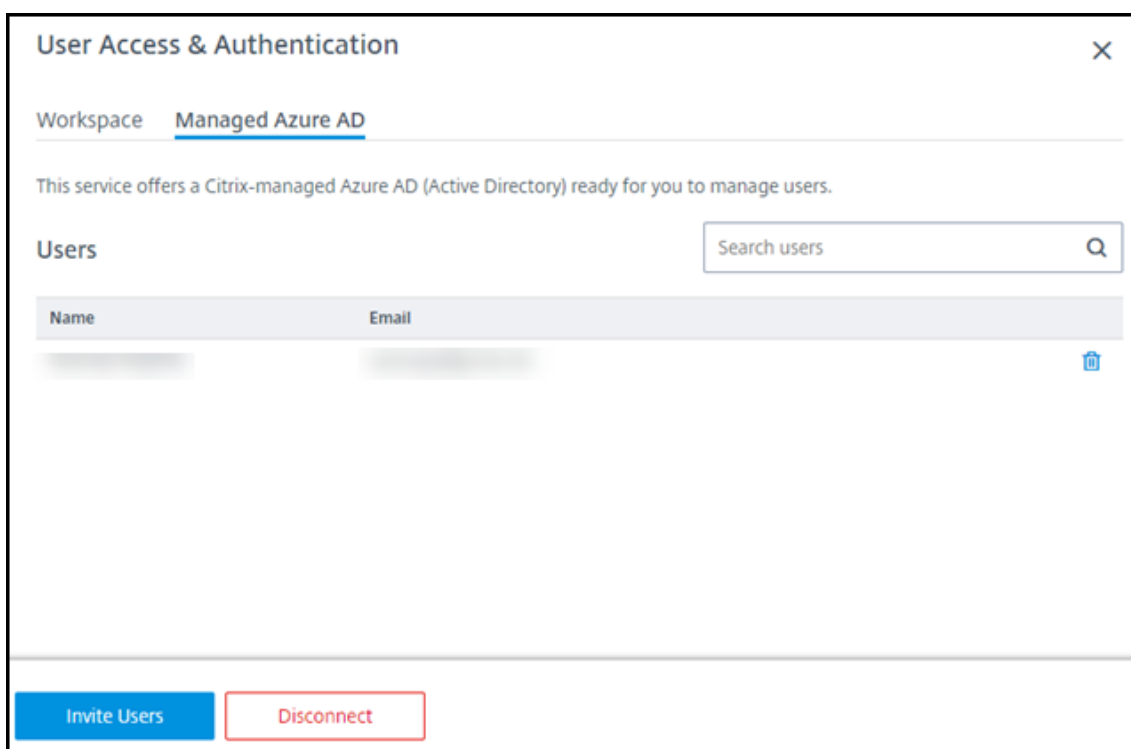 User Access & Authentication
Workspace Managed Azure AD
This service offers a Citrix-managed Azure AD (Active Directory) ready for you to manage users.
Users
Search users
Name Email
Invite Users Disconnect